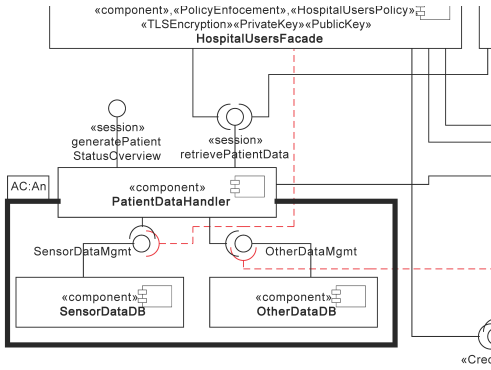 «component»,«PolicyEnfocement»,«HospitalUsersPolicy»
«TLSEncryption»«PrivateKey»«PublicKey»
HospitalUsersFacade
«session»
generatePatient
StatusOverview
«session»
retrievePatientData
AC:An
«component»
PatientDataHandler
SensorDataMgmt
OtherDataMgmt
«component»
SensorDataDB
«component»
OtherDataDB